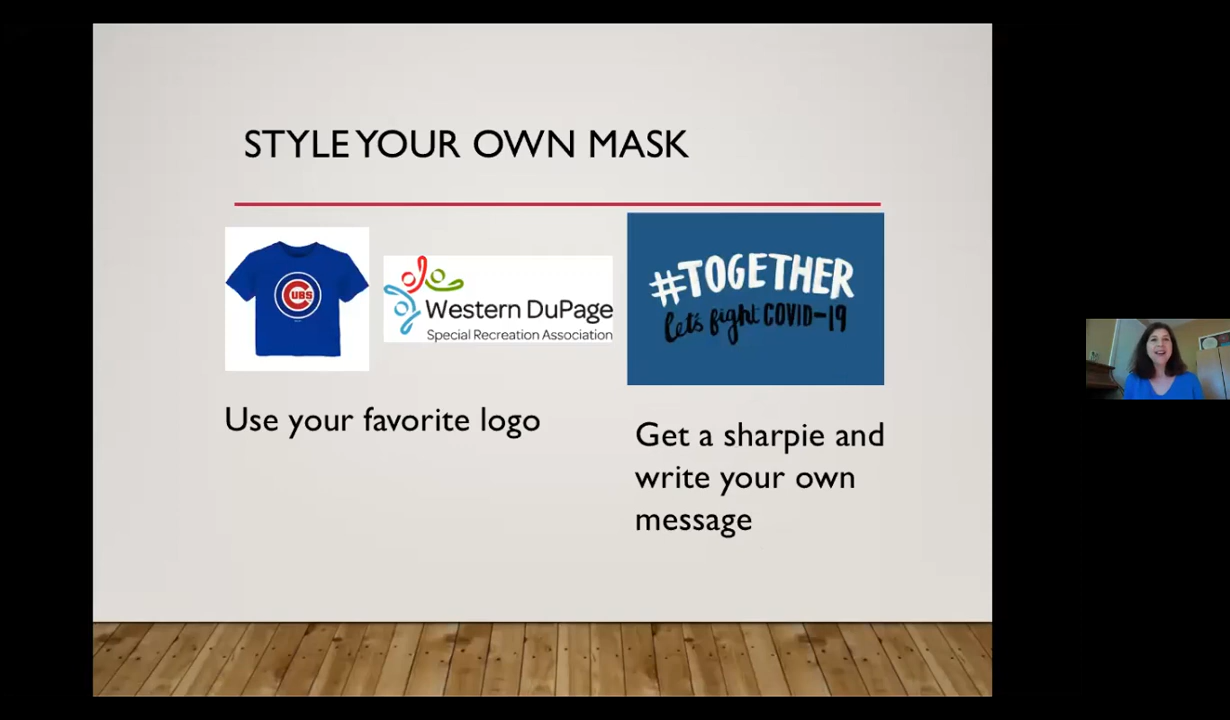 STYLE YOUR OWN MASK
CUBS
Western DuPage
Special Recreation Association
#TOGETHER
let's fight COVID-19
Use your favorite logo
Get a sharpie and
write your own
message